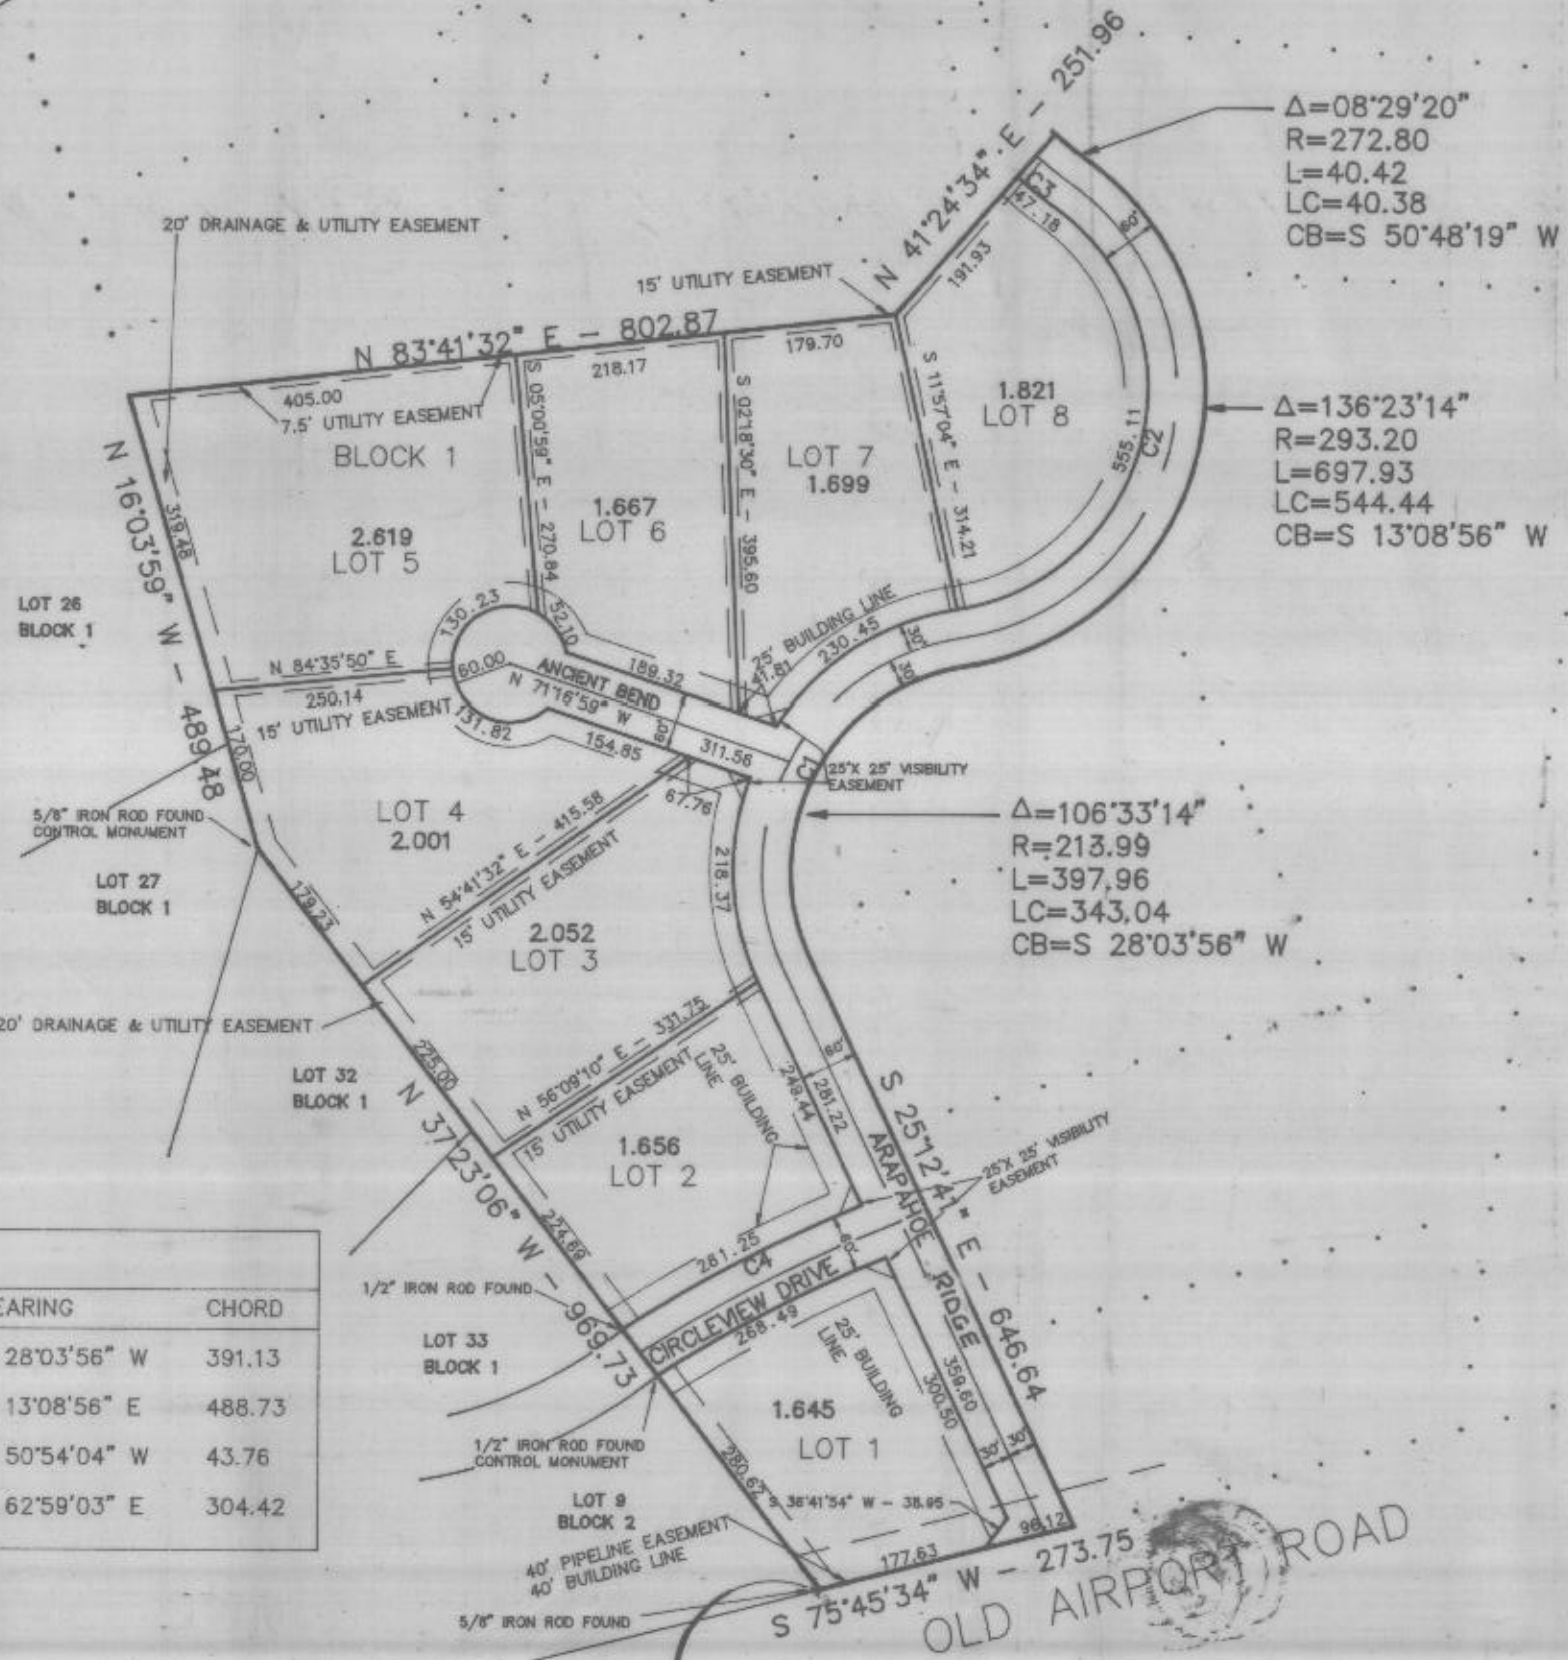 N 41°24'34" E - 251.96
Δ=08°29'20"
R=272.80
L=40.42
LC=40.38
CB=S 50°48'19" W
C3
47.18
60'
191.93
20' DRAINAGE & UTILITY EASEMENT
15' UTILITY EASEMENT
N 83°41'32" E - 802.87
179.70
218.17
405.00
7.5' UTILITY EASEMENT
BLOCK 1
S 05°00'59" E - 270.84
S 02°18'30" E - 395.60
S 11°57'04" E - 314.21
1.821
LOT 8
555.11
C2
Δ=136°23'14"
R=293.20
L=697.93
LC=544.44
CB=S 13°08'56" W
LOT 7
1.699
1.667
LOT 6
2.619
LOT 5
N 16°03'59" W - 489.48
319.48
LOT 26
BLOCK 1
130.23
52.10
25' BUILDING LINE
230.45
30'
30'
41.81
189.32
60.00
ANCIENT BEND
N 71°16'59" W
60'
311.56
N 84°35'50" E
250.14
15' UTILITY EASEMENT
131.82
154.85
170.00
C1
25'X 25' VISIBILITY
EASEMENT
67.76
5/8" IRON ROD FOUND
CONTROL MONUMENT
LOT 4
2.001
N 54°41'32" E - 415.58
15' UTILITY EASEMENT
218.37
Δ=106°33'14"
R=213.99
L=397.96
LC=343.04
CB=S 28°03'56" W
LOT 27
BLOCK 1
179.23
2.052
LOT 3
20' DRAINAGE & UTILITY EASEMENT
225.00
N 56°09'10" E - 331.75
15' UTILITY EASEMENT
25' BUILDING
LINE
60'
249.44
281.22
S 25°12'41" E - 646.64
ARAPAHOE RIDGE
25'X 25' VISIBILITY
EASEMENT
LOT 32
BLOCK 1
N 37°23'06" W - 969.73
1.656
LOT 2
224.89
281.25
C4
60'
CIRCLEVIEW DRIVE
268.49
1/2" IRON ROD FOUND
LOT 33
BLOCK 1
25' BUILDING
LINE
359.60
300.50
30'
30'
EARING CHORD
28°03'56" W 391.13
13°08'56" E 488.73
50°54'04" W 43.76
62°59'03" E 304.42
1.645
LOT 1
1/2" IRON ROD FOUND
CONTROL MONUMENT
280.62
S 36°41'54" W - 38.95
LOT 9
BLOCK 2
40' PIPELINE EASEMENT
40' BUILDING LINE
96.12
177.63
S 75°45'34" W - 273.75
5/8" IRON ROD FOUND
OLD AIRPORT ROAD